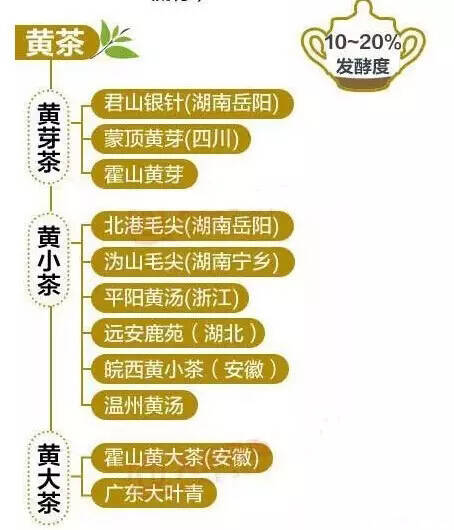 黄茶
10~20%
发酵度
黄芽茶
君山银针(湖南岳阳)
蒙顶黄芽(四川)
霍山黄芽
黄小茶
北港毛尖(湖南岳阳)
沩山毛尖(湖南宁乡)
平阳黄汤(浙江)
远安鹿苑（湖北）
皖西黄小茶（安徽）
温州黄汤
黄大茶
霍山黄大茶(安徽)
广东大叶青